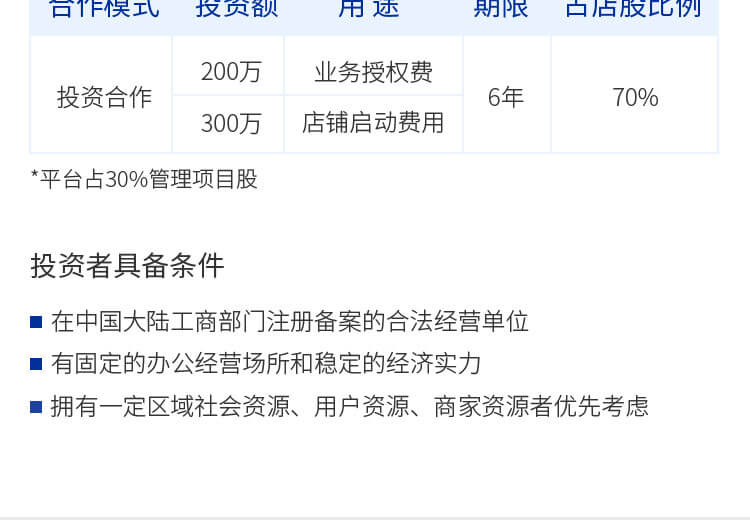 合作模式 投资额 用途 期限 占店股比例
200万 业务授权费
投资合作 6年 70%
300万 店铺启动费用
*平台占30%管理项目股
投资者具备条件
在中国大陆工商部门注册备案的合法经营单位
有固定的办公经营场所和稳定的经济实力
拥有一定区域社会资源、用户资源、商家资源者优先考虑